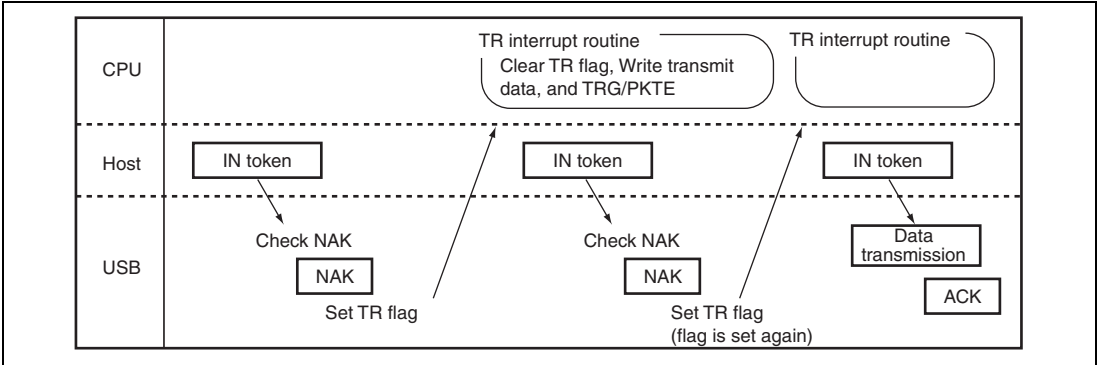 CPU
TR interrupt routine
Clear TR flag, Write transmit
data, and TRG/PKTE
TR interrupt routine
Host
IN token
IN token
IN token
USB
Check NAK
NAK
Set TR flag
Check NAK
NAK
Set TR flag
(flag is set again)
Data
transmission
ACK